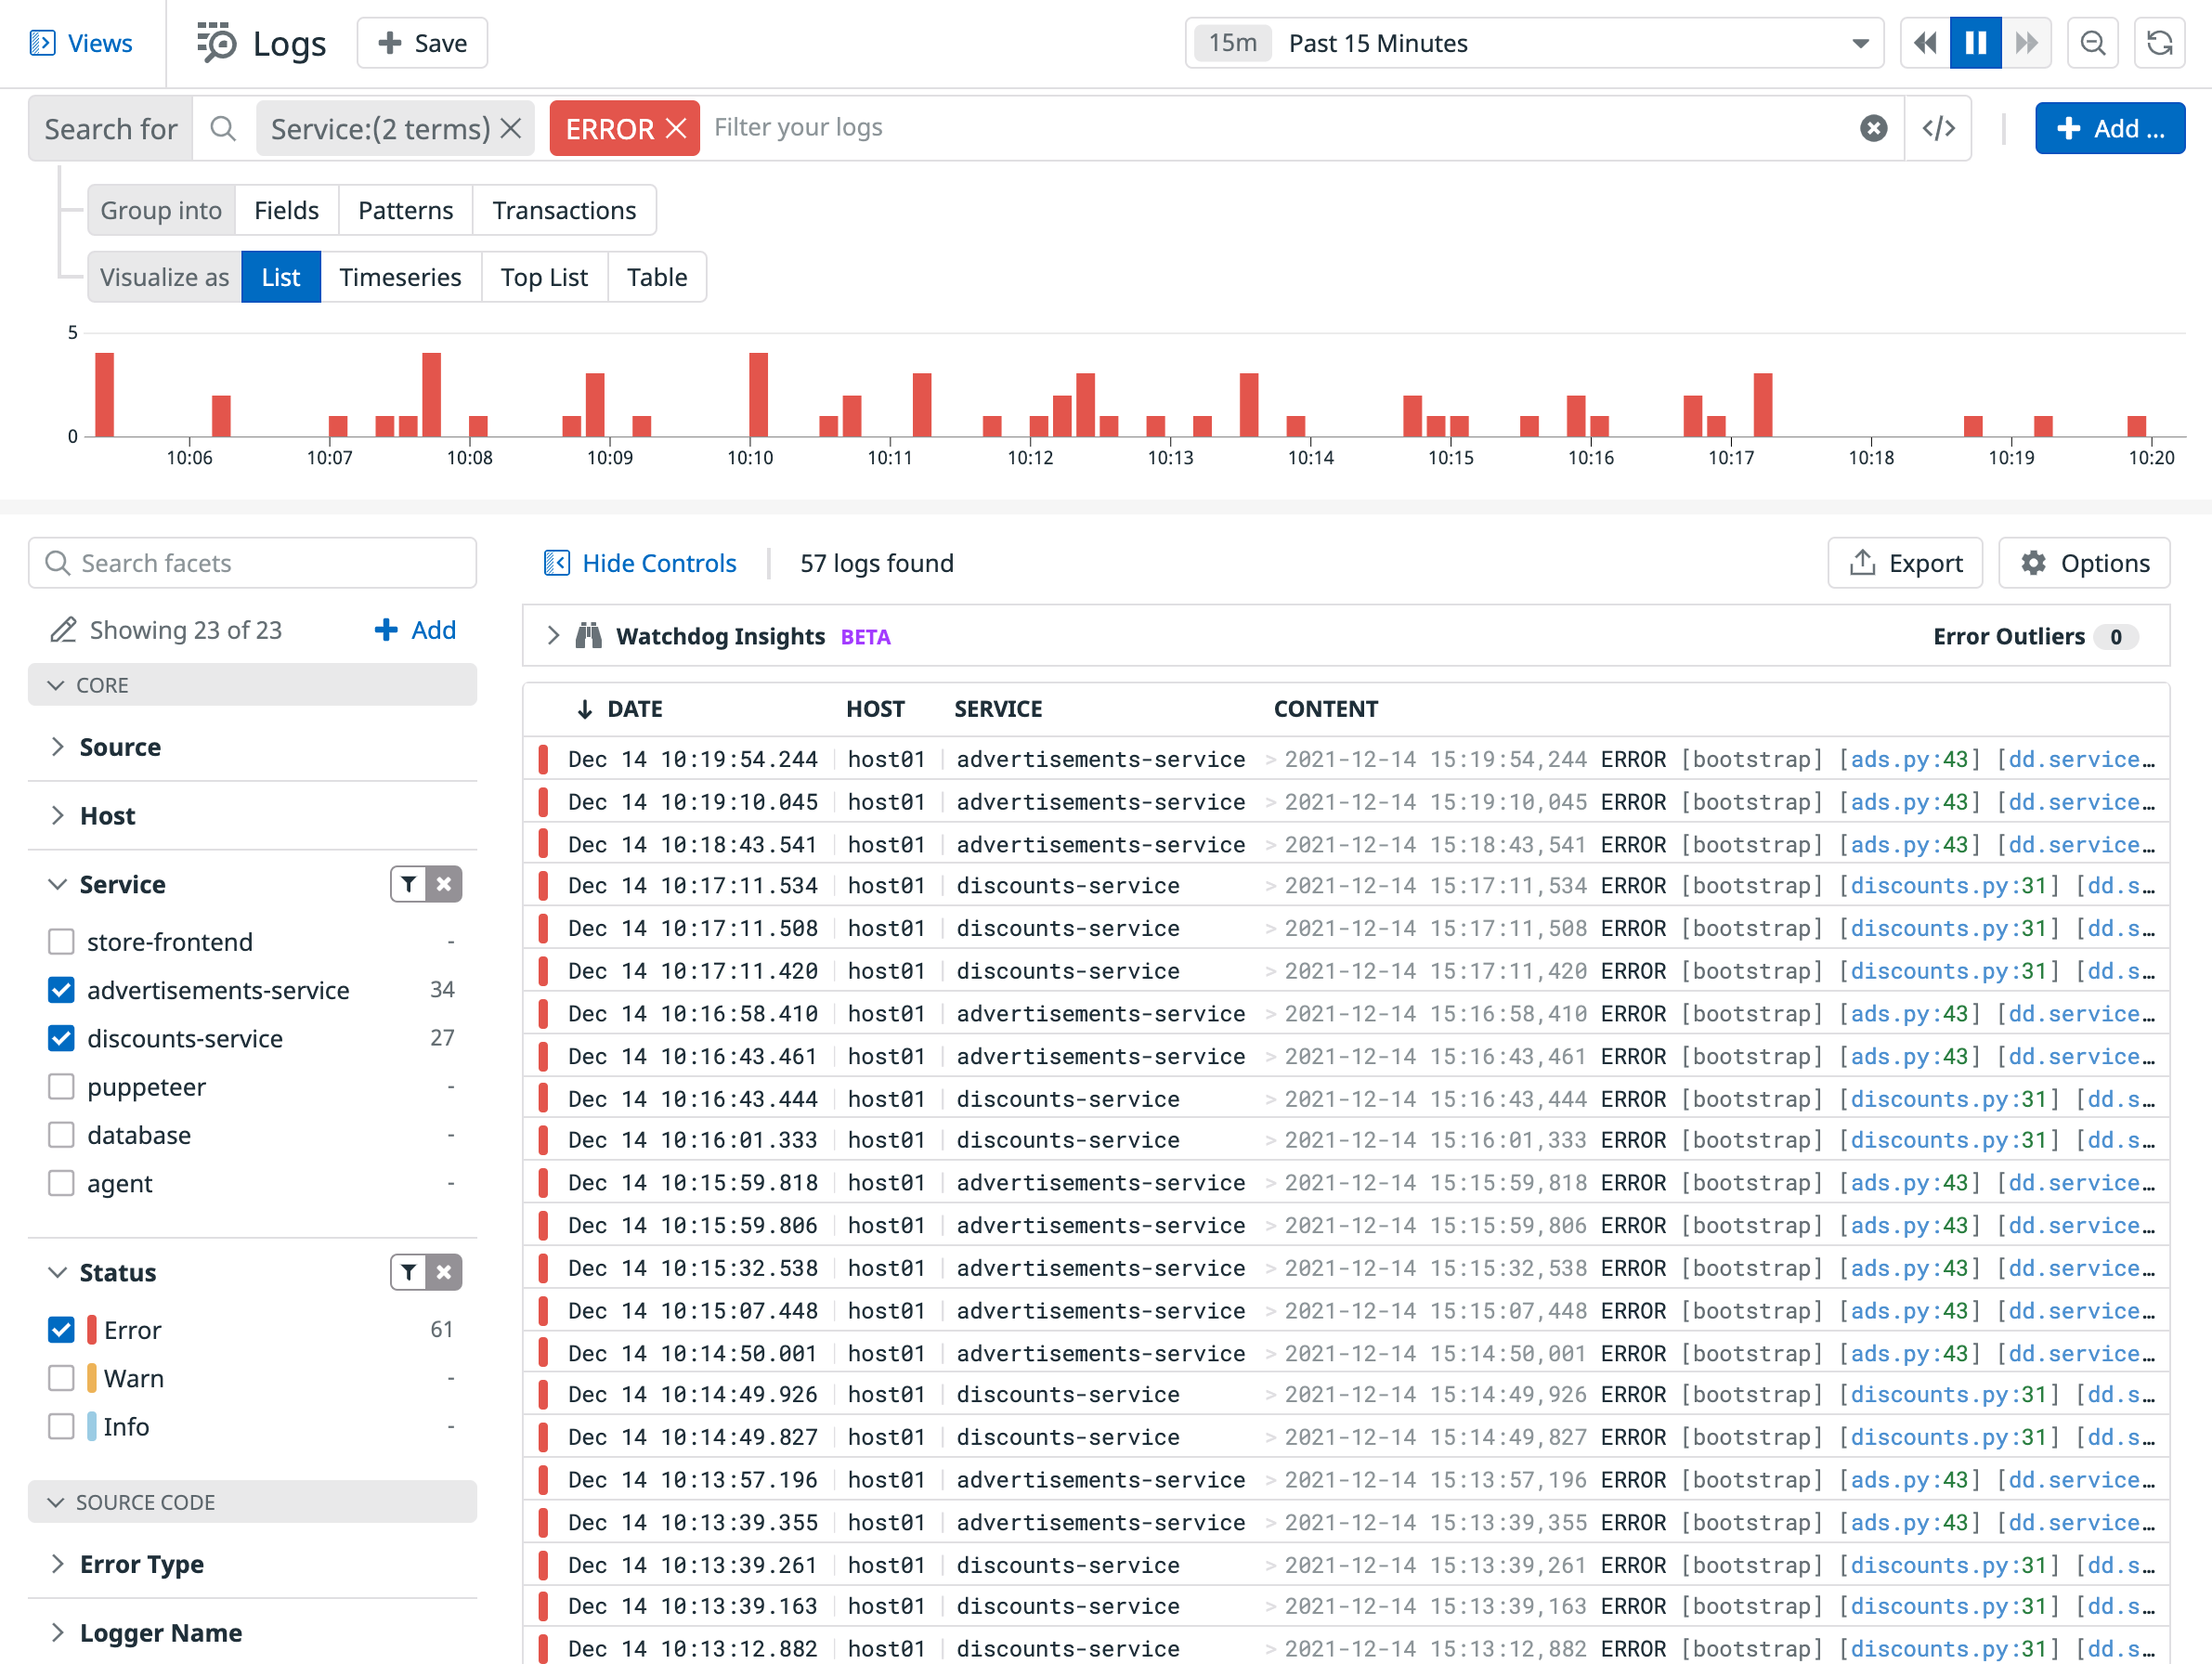 Views Logs Save 15m Past 15 Minutes
Search for Service:(2 terms) ERROR Filter your logs </> Add ...
Group into Fields Patterns Transactions
Visualize as List Timeseries Top List Table
5
0
10:06 10:07 10:08 10:09 10:10 10:11 10:12 10:13 10:14 10:15 10:16 10:17 10:18 10:19 10:20
Search facets
Showing 23 of 23 Add
CORE
Source
Host
Service
store-frontend -
advertisements-service 34
discounts-service 27
puppeteer -
database -
agent -
Status
Error 61
Warn -
Info -
SOURCE CODE
Error Type
Logger Name
Hide Controls 57 logs found Export Options
Watchdog Insights BETA Error Outliers 0
DATE HOST SERVICE CONTENT
Dec 14 10:19:54.244 host01 advertisements-service > 2021-12-14 15:19:54,244 ERROR [bootstrap] [ads.py:43] [dd.service…
Dec 14 10:19:10.045 host01 advertisements-service > 2021-12-14 15:19:10,045 ERROR [bootstrap] [ads.py:43] [dd.service…
Dec 14 10:18:43.541 host01 advertisements-service > 2021-12-14 15:18:43,541 ERROR [bootstrap] [ads.py:43] [dd.service…
Dec 14 10:17:11.534 host01 discounts-service > 2021-12-14 15:17:11,534 ERROR [bootstrap] [discounts.py:31] [dd.s…
Dec 14 10:17:11.508 host01 discounts-service > 2021-12-14 15:17:11,508 ERROR [bootstrap] [discounts.py:31] [dd.s…
Dec 14 10:17:11.420 host01 discounts-service > 2021-12-14 15:17:11,420 ERROR [bootstrap] [discounts.py:31] [dd.s…
Dec 14 10:16:58.410 host01 advertisements-service > 2021-12-14 15:16:58,410 ERROR [bootstrap] [ads.py:43] [dd.service…
Dec 14 10:16:43.461 host01 advertisements-service > 2021-12-14 15:16:43,461 ERROR [bootstrap] [ads.py:43] [dd.service…
Dec 14 10:16:43.444 host01 discounts-service > 2021-12-14 15:16:43,444 ERROR [bootstrap] [discounts.py:31] [dd.s…
Dec 14 10:16:01.333 host01 discounts-service > 2021-12-14 15:16:01,333 ERROR [bootstrap] [discounts.py:31] [dd.s…
Dec 14 10:15:59.818 host01 advertisements-service > 2021-12-14 15:15:59,818 ERROR [bootstrap] [ads.py:43] [dd.service…
Dec 14 10:15:59.806 host01 advertisements-service > 2021-12-14 15:15:59,806 ERROR [bootstrap] [ads.py:43] [dd.service…
Dec 14 10:15:32.538 host01 advertisements-service > 2021-12-14 15:15:32,538 ERROR [bootstrap] [ads.py:43] [dd.service…
Dec 14 10:15:07.448 host01 advertisements-service > 2021-12-14 15:15:07,448 ERROR [bootstrap] [ads.py:43] [dd.service…
Dec 14 10:14:50.001 host01 advertisements-service > 2021-12-14 15:14:50,001 ERROR [bootstrap] [ads.py:43] [dd.service…
Dec 14 10:14:49.926 host01 discounts-service > 2021-12-14 15:14:49,926 ERROR [bootstrap] [discounts.py:31] [dd.s…
Dec 14 10:14:49.827 host01 discounts-service > 2021-12-14 15:14:49,827 ERROR [bootstrap] [discounts.py:31] [dd.s…
Dec 14 10:13:57.196 host01 advertisements-service > 2021-12-14 15:13:57,196 ERROR [bootstrap] [ads.py:43] [dd.service…
Dec 14 10:13:39.355 host01 advertisements-service > 2021-12-14 15:13:39,355 ERROR [bootstrap] [ads.py:43] [dd.service…
Dec 14 10:13:39.261 host01 discounts-service > 2021-12-14 15:13:39,261 ERROR [bootstrap] [discounts.py:31] [dd.s…
Dec 14 10:13:39.163 host01 discounts-service > 2021-12-14 15:13:39,163 ERROR [bootstrap] [discounts.py:31] [dd.s…
Dec 14 10:13:12.882 host01 discounts-service > 2021-12-14 15:13:12,882 ERROR [bootstrap] [discounts.py:31] [dd.s…